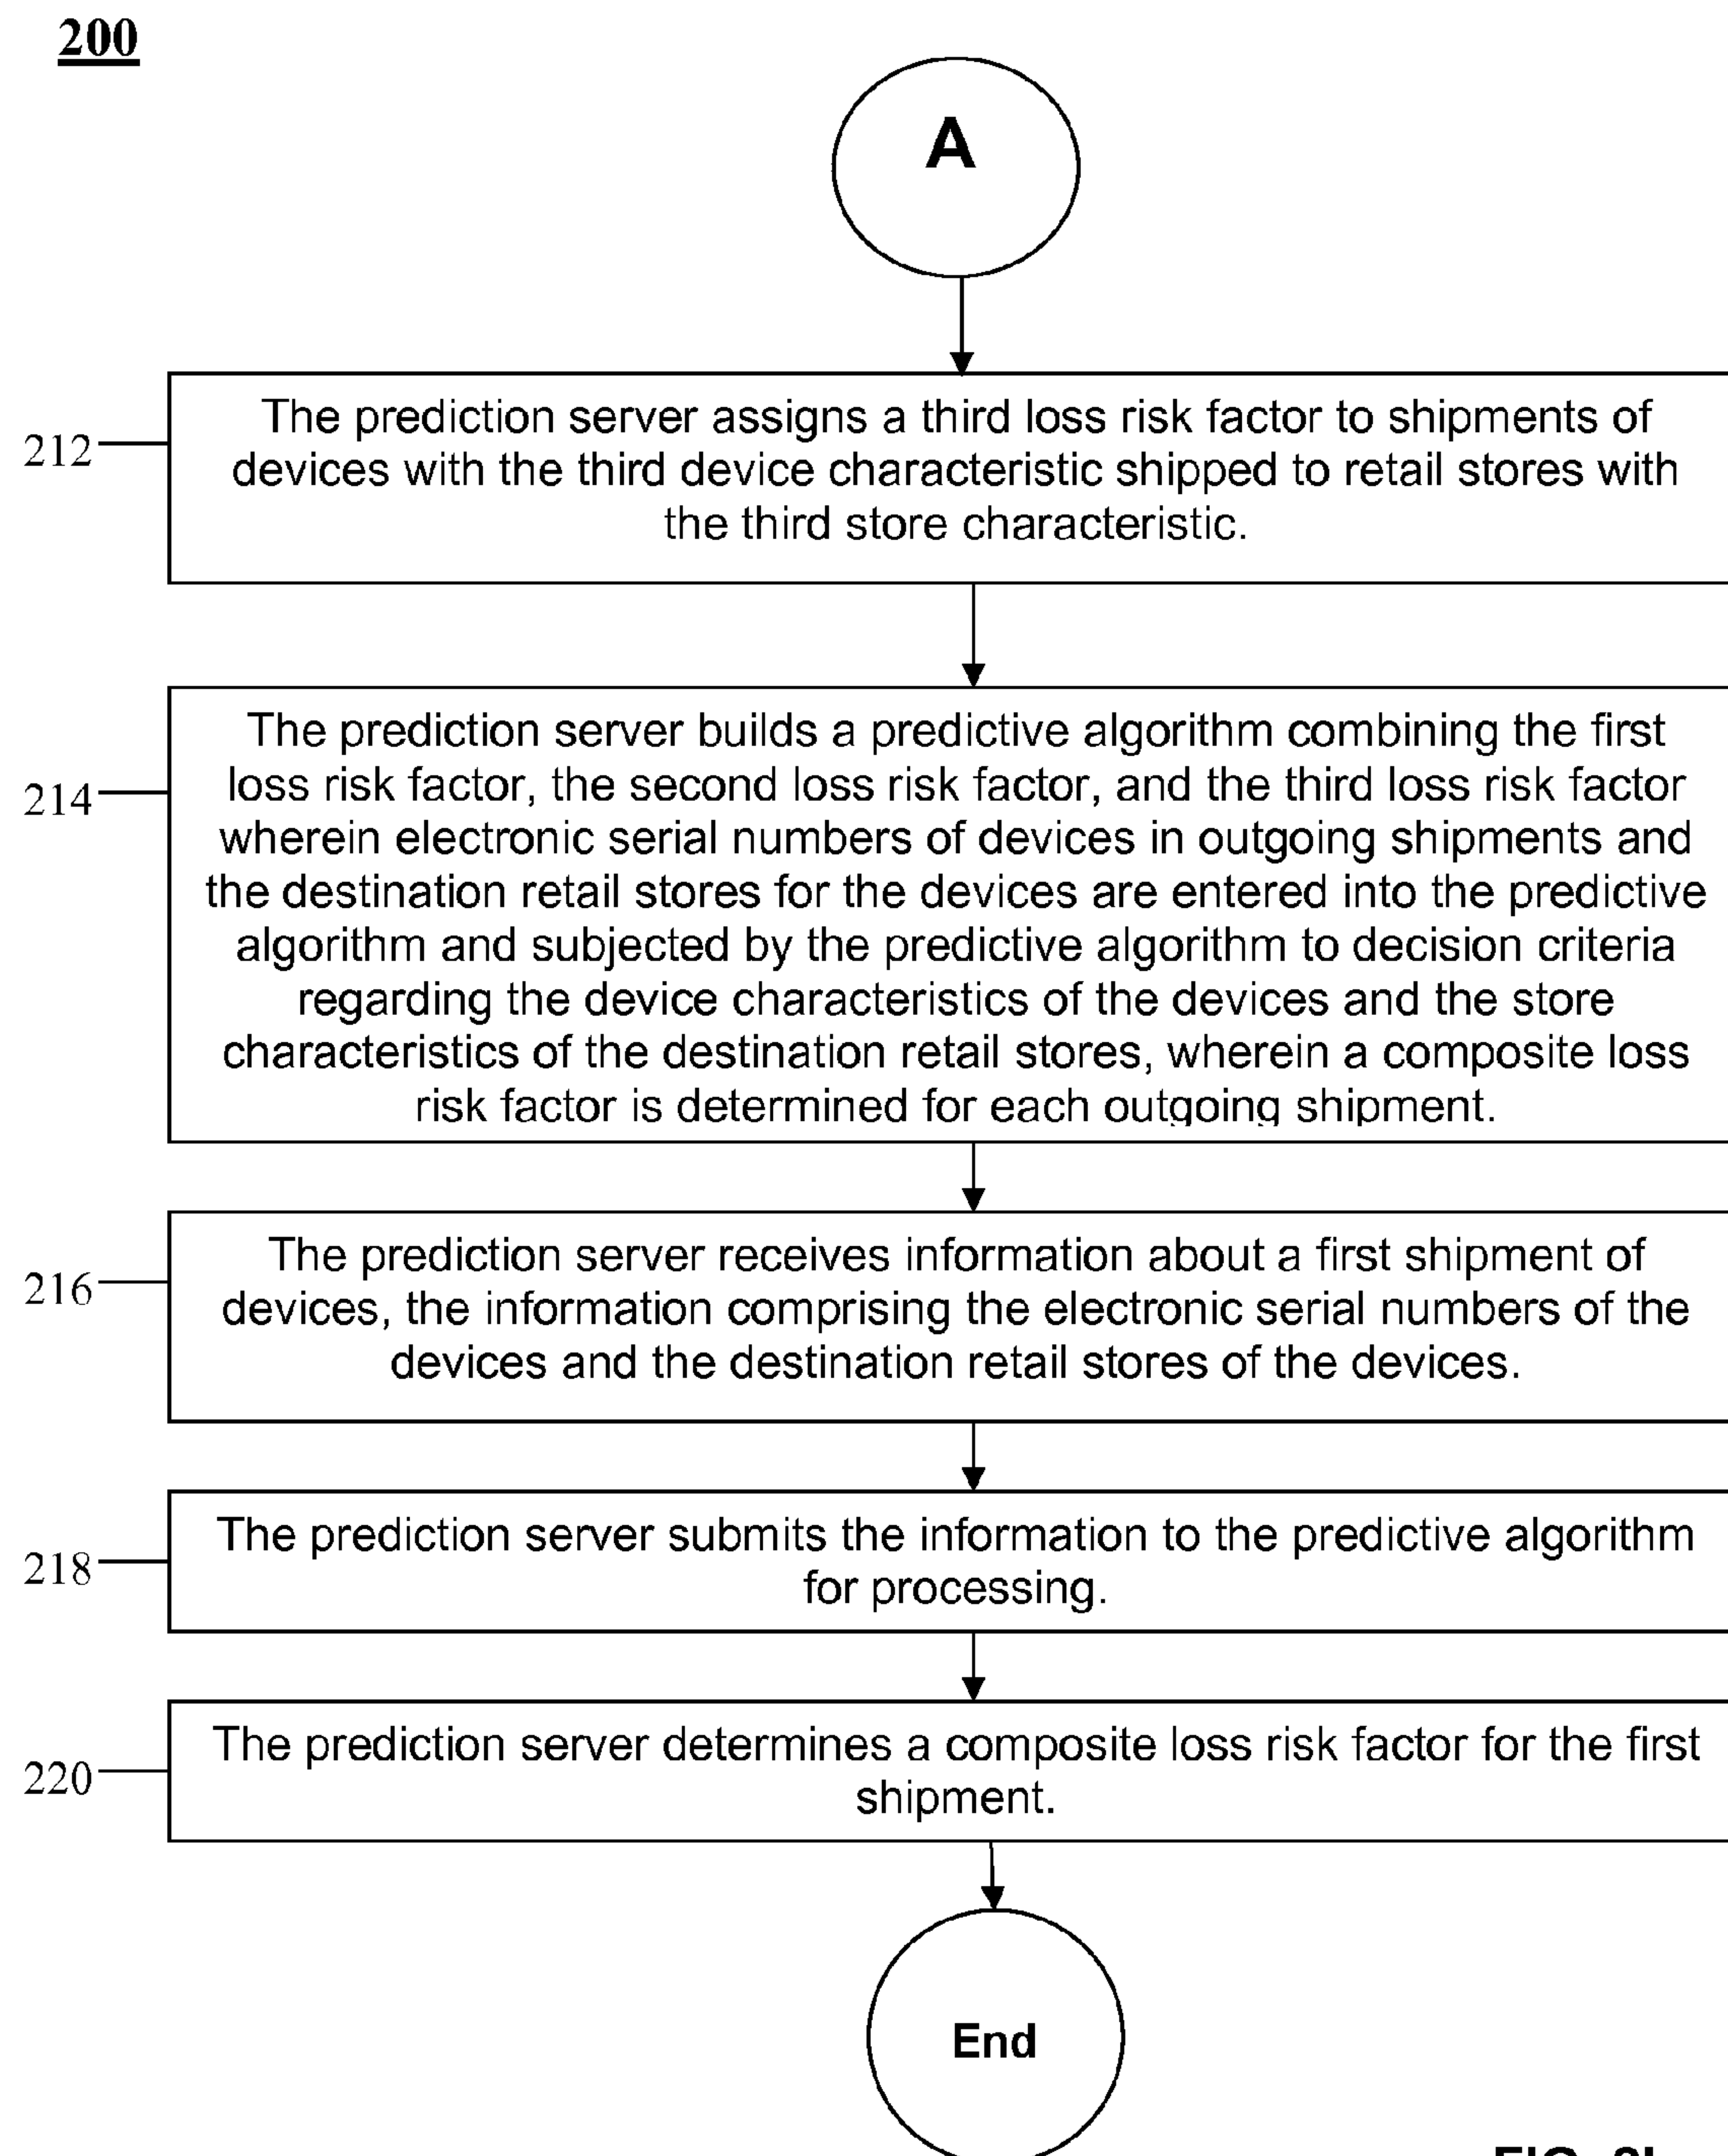 200
A
212
The prediction server assigns a third loss risk factor to shipments of
devices with the third device characteristic shipped to retail stores with
the third store characteristic.
214
The prediction server builds a predictive algorithm combining the first
loss risk factor, the second loss risk factor, and the third loss risk factor
wherein electronic serial numbers of devices in outgoing shipments and
the destination retail stores for the devices are entered into the predictive
algorithm and subjected by the predictive algorithm to decision criteria
regarding the device characteristics of the devices and the store
characteristics of the destination retail stores, wherein a composite loss
risk factor is determined for each outgoing shipment.
216
The prediction server receives information about a first shipment of
devices, the information comprising the electronic serial numbers of the
devices and the destination retail stores of the devices.
218
The prediction server submits the information to the predictive algorithm
for processing.
220
The prediction server determines a composite loss risk factor for the first
shipment.
End